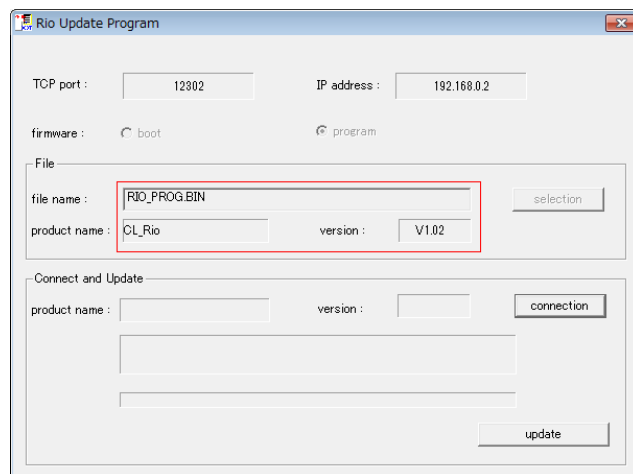 Rio Update Program
TCP port : 12302 IP address : 192.168.0.2
firmware : boot program
File
file name : RIO_PROG.BIN selection
product name : CL_Rio version : V1.02
Connect and Update
product name : version : connection
update